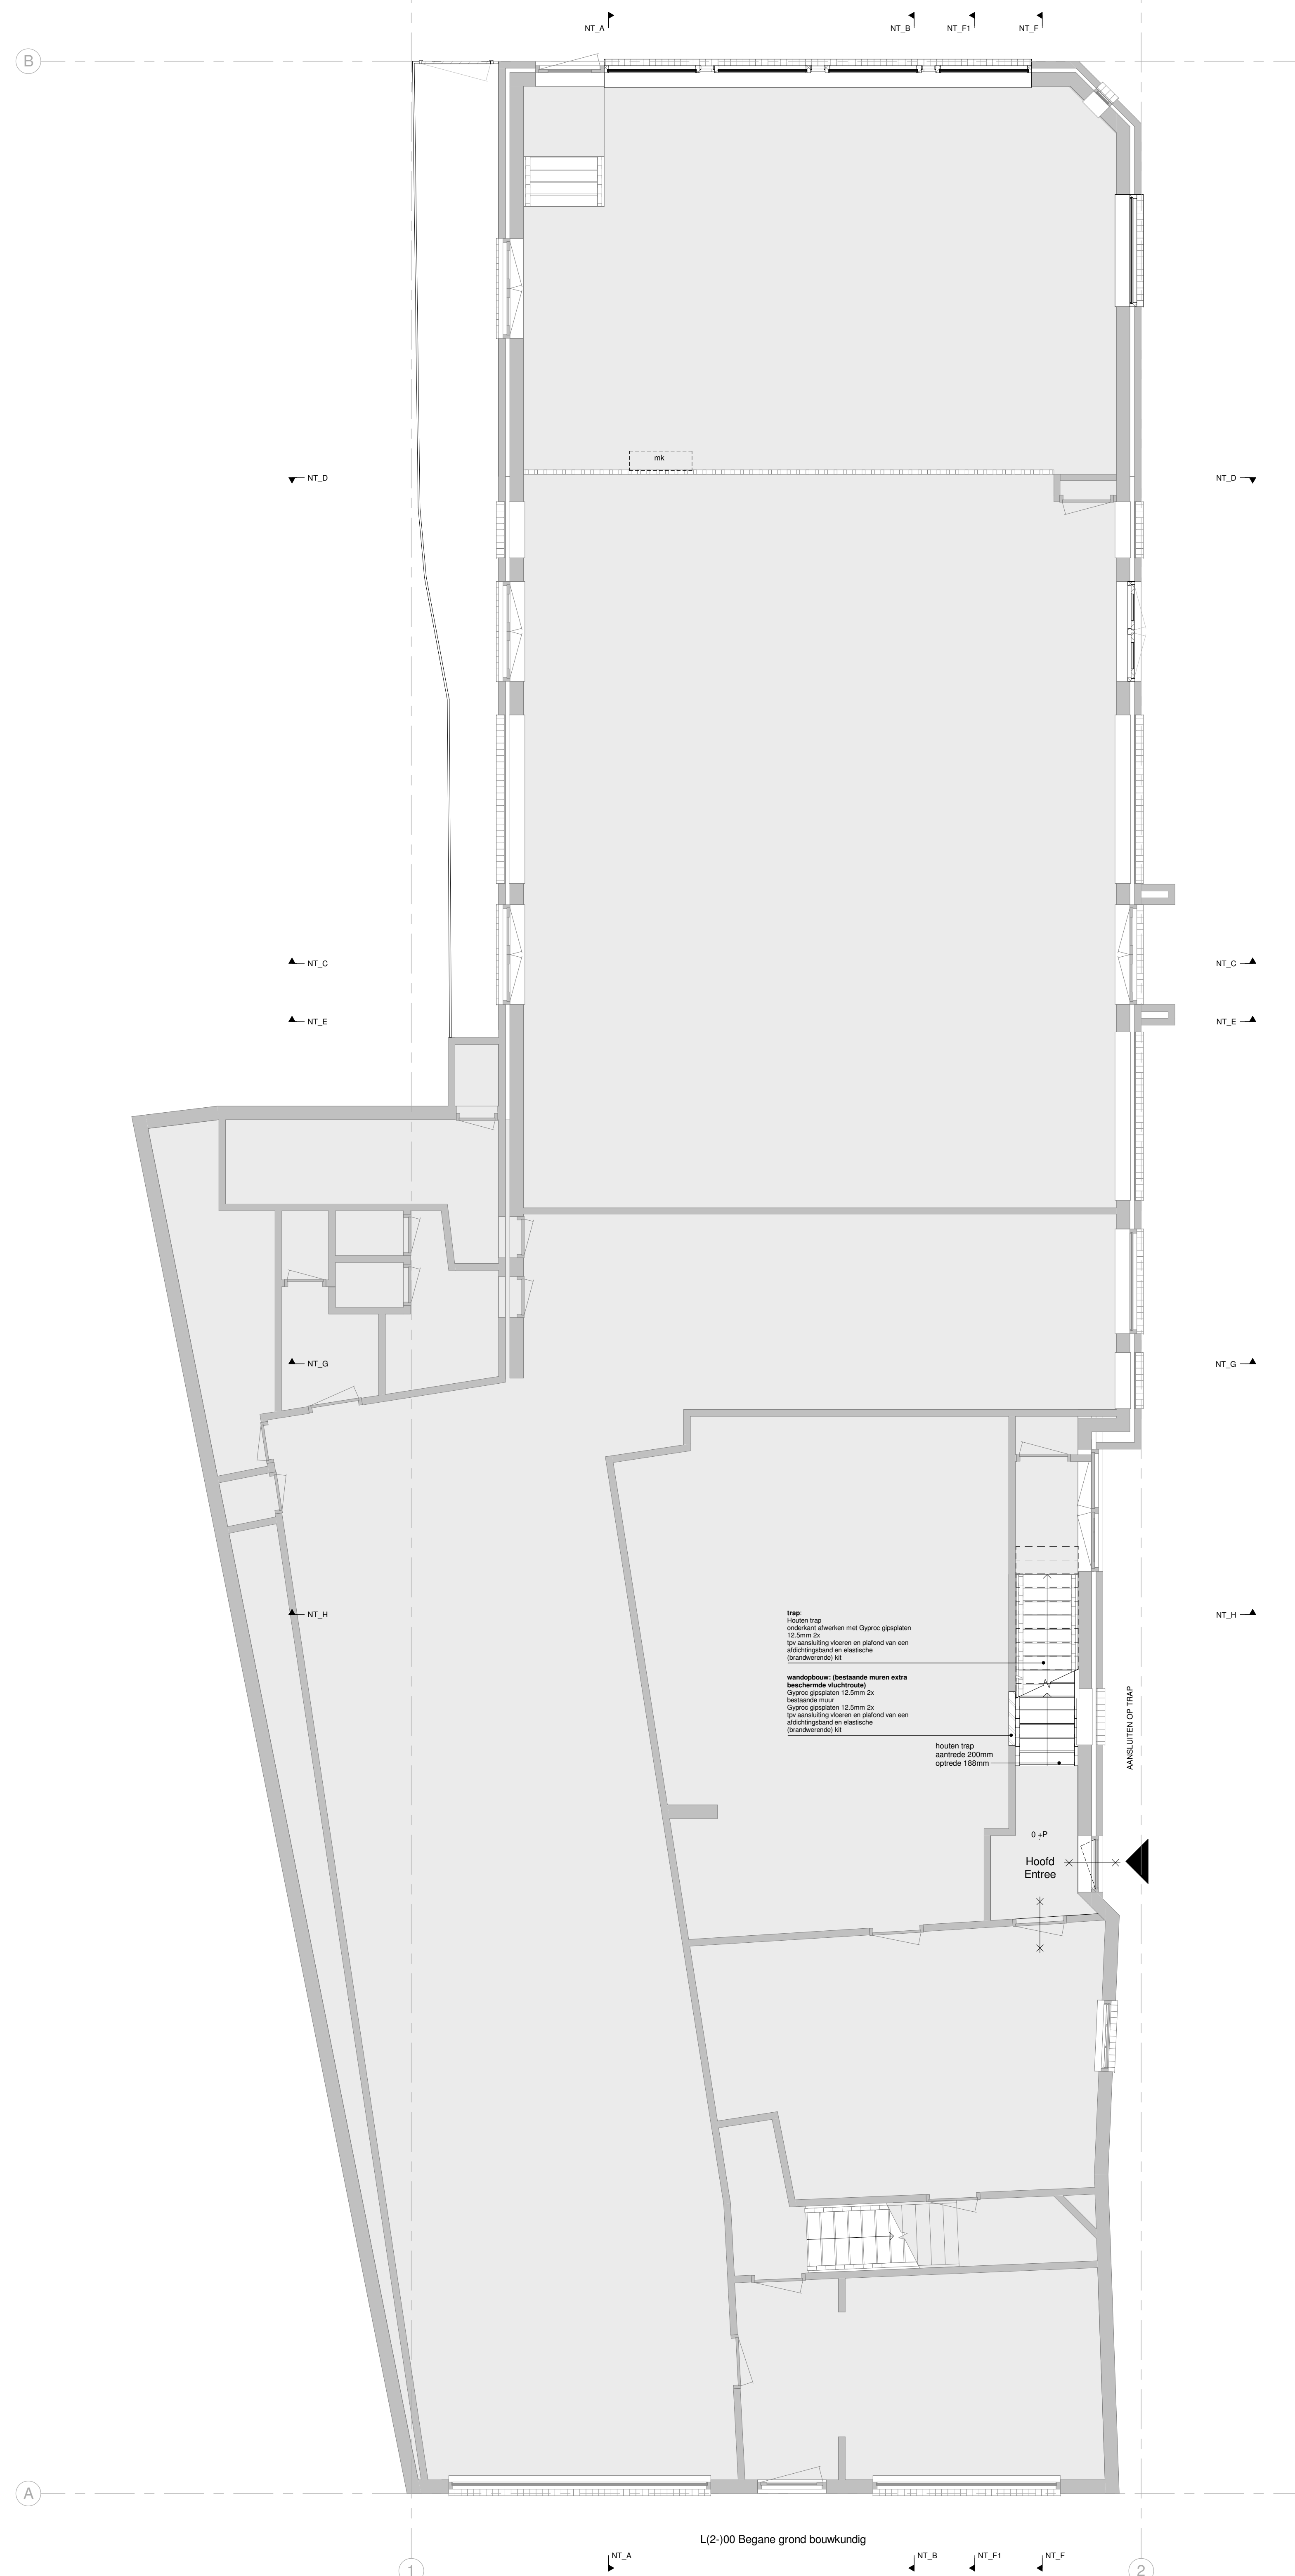 NT_A
NT_B
NT_F1
NT_F
B
mk
NT_D
NT_D
NT_C
NT_C
NT_E
NT_E
NT_G
NT_G
NT_H
NT_H
trap:
Houten trap
onderkant afwerken met Gyproc gipsplaten
12.5mm 2x
tpv aansluiting vloeren en plafond van een
afdichtingsband en elastische
(brandwerende) kit
wandopbouw: (bestaande muren extra
beschermde vluchtroute)
Gyproc gipsplaten 12.5mm 2x
bestaande muur
Gyproc gipsplaten 12.5mm 2x
tpv aansluiting vloeren en plafond van een
afdichtingsband en elastische
(brandwerende) kit
houten trap
aantrede 200mm
optrede 188mm
AANSLUITEN OP TRAP
0 +P
Hoofd
Entree
A
L(2-)00 Begane grond bouwkundig
NT_A
NT_B
NT_F1
NT_F
1
2